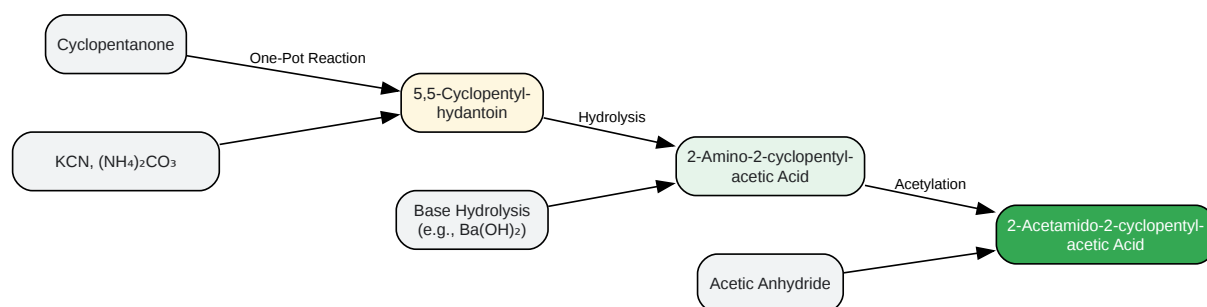 Cyclopentanone
One-Pot Reaction
KCN, (NH₄)₂CO₃
5,5-Cyclopentyl-
hydantoin
Hydrolysis
Base Hydrolysis
(e.g., Ba(OH)₂)
2-Amino-2-cyclopentyl-
acetic Acid
Acetylation
Acetic Anhydride
2-Acetamido-2-cyclopentyl-
acetic Acid